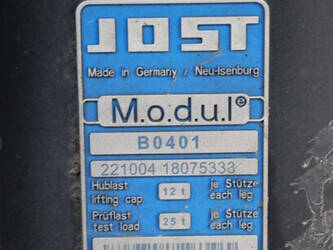 JOST
Made in Germany / Neu-Isenburg
M.o.d.u.l e
B0401
221004 18075333
Hublast 12 t je Stütze
lifting cap. each leg
Prüflast 25 t je Stütze
test load each leg